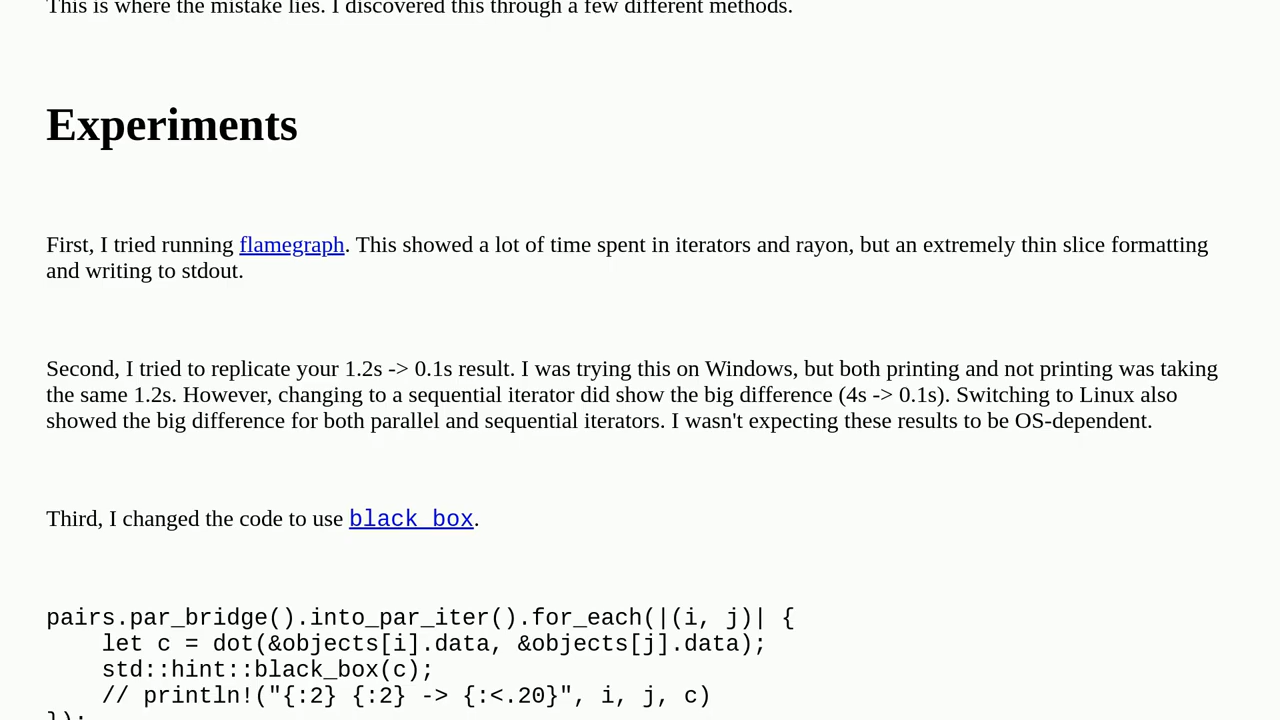 This is where the mistake lies. I discovered this through a few different methods.
Experiments
First, I tried running flamegraph. This showed a lot of time spent in iterators and rayon, but an extremely thin slice formatting
and writing to stdout.
Second, I tried to replicate your 1.2s -> 0.1s result. I was trying this on Windows, but both printing and not printing was taking
the same 1.2s. However, changing to a sequential iterator did show the big difference (4s -> 0.1s). Switching to Linux also
showed the big difference for both parallel and sequential iterators. I wasn't expecting these results to be OS-dependent.
Third, I changed the code to use black_box.
pairs.par_bridge().into_par_iter().for_each(|(i, j)| {
    let c = dot(&objects[i].data, &objects[j].data);
    std::hint::black_box(c);
    // println!("{:2} {:2} -> {:<.20}", i, j, c)
});